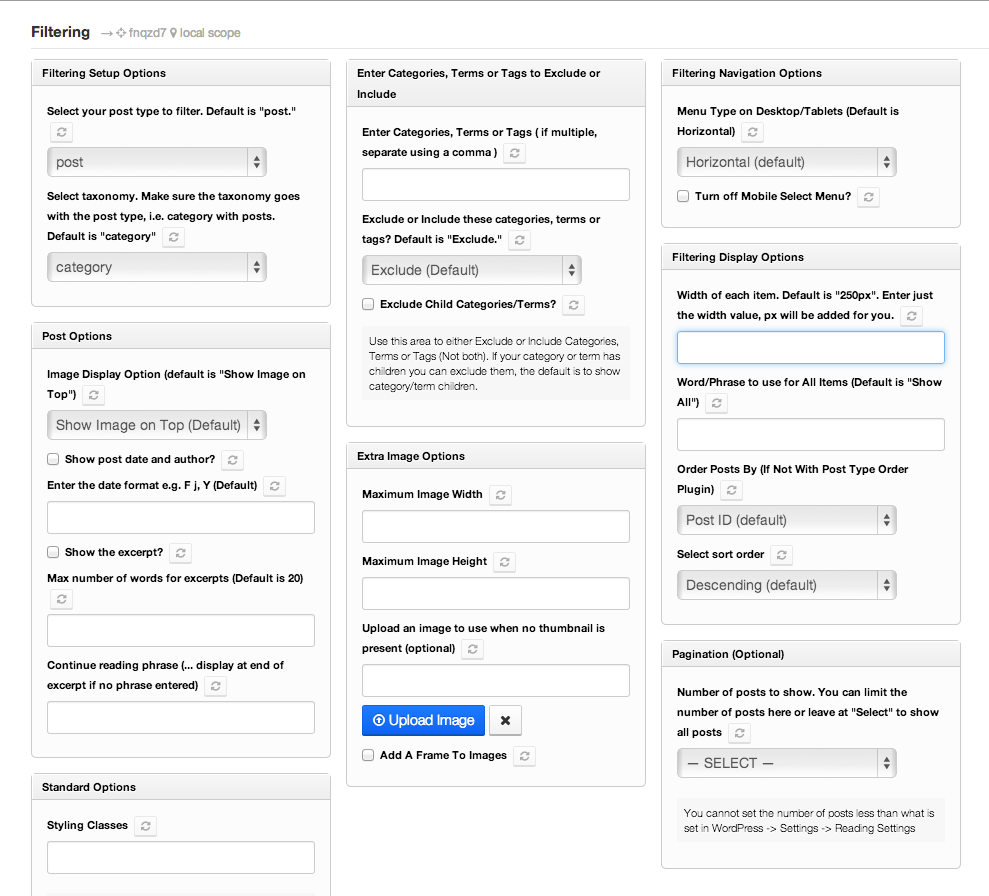 Filtering → fnqzd7 local scope
Filtering Setup Options
Select your post type to filter. Default is "post."
post
Select taxonomy. Make sure the taxonomy goes
with the post type, i.e. category with posts.
Default is "category"
category
Post Options
Image Display Option (default is "Show Image on
Top")
Show Image on Top (Default)
Show post date and author?
Enter the date format e.g. F j, Y (Default)
Show the excerpt?
Max number of words for excerpts (Default is 20)
Continue reading phrase (... display at end of
excerpt if no phrase entered)
Standard Options
Styling Classes
Enter Categories, Terms or Tags to Exclude or
Include
Enter Categories, Terms or Tags ( if multiple,
separate using a comma )
Exclude or Include these categories, terms or
tags? Default is "Exclude."
Exclude (Default)
Exclude Child Categories/Terms?
Use this area to either Exclude or Include Categories,
Terms or Tags (Not both). If your category or term has
children you can exclude them, the default is to show
category/term children.
Extra Image Options
Maximum Image Width
Maximum Image Height
Upload an image to use when no thumbnail is
present (optional)
Upload Image
Add A Frame To Images
Filtering Navigation Options
Menu Type on Desktop/Tablets (Default is
Horizontal)
Horizontal (default)
Turn off Mobile Select Menu?
Filtering Display Options
Width of each item. Default is "250px". Enter just
the width value, px will be added for you.
Word/Phrase to use for All Items (Default is "Show
All")
Order Posts By (If Not With Post Type Order
Plugin)
Post ID (default)
Select sort order
Descending (default)
Pagination (Optional)
Number of posts to show. You can limit the
number of posts here or leave at "Select" to show
all posts
— SELECT —
You cannot set the number of posts less than what is
set in WordPress -> Settings -> Reading Settings